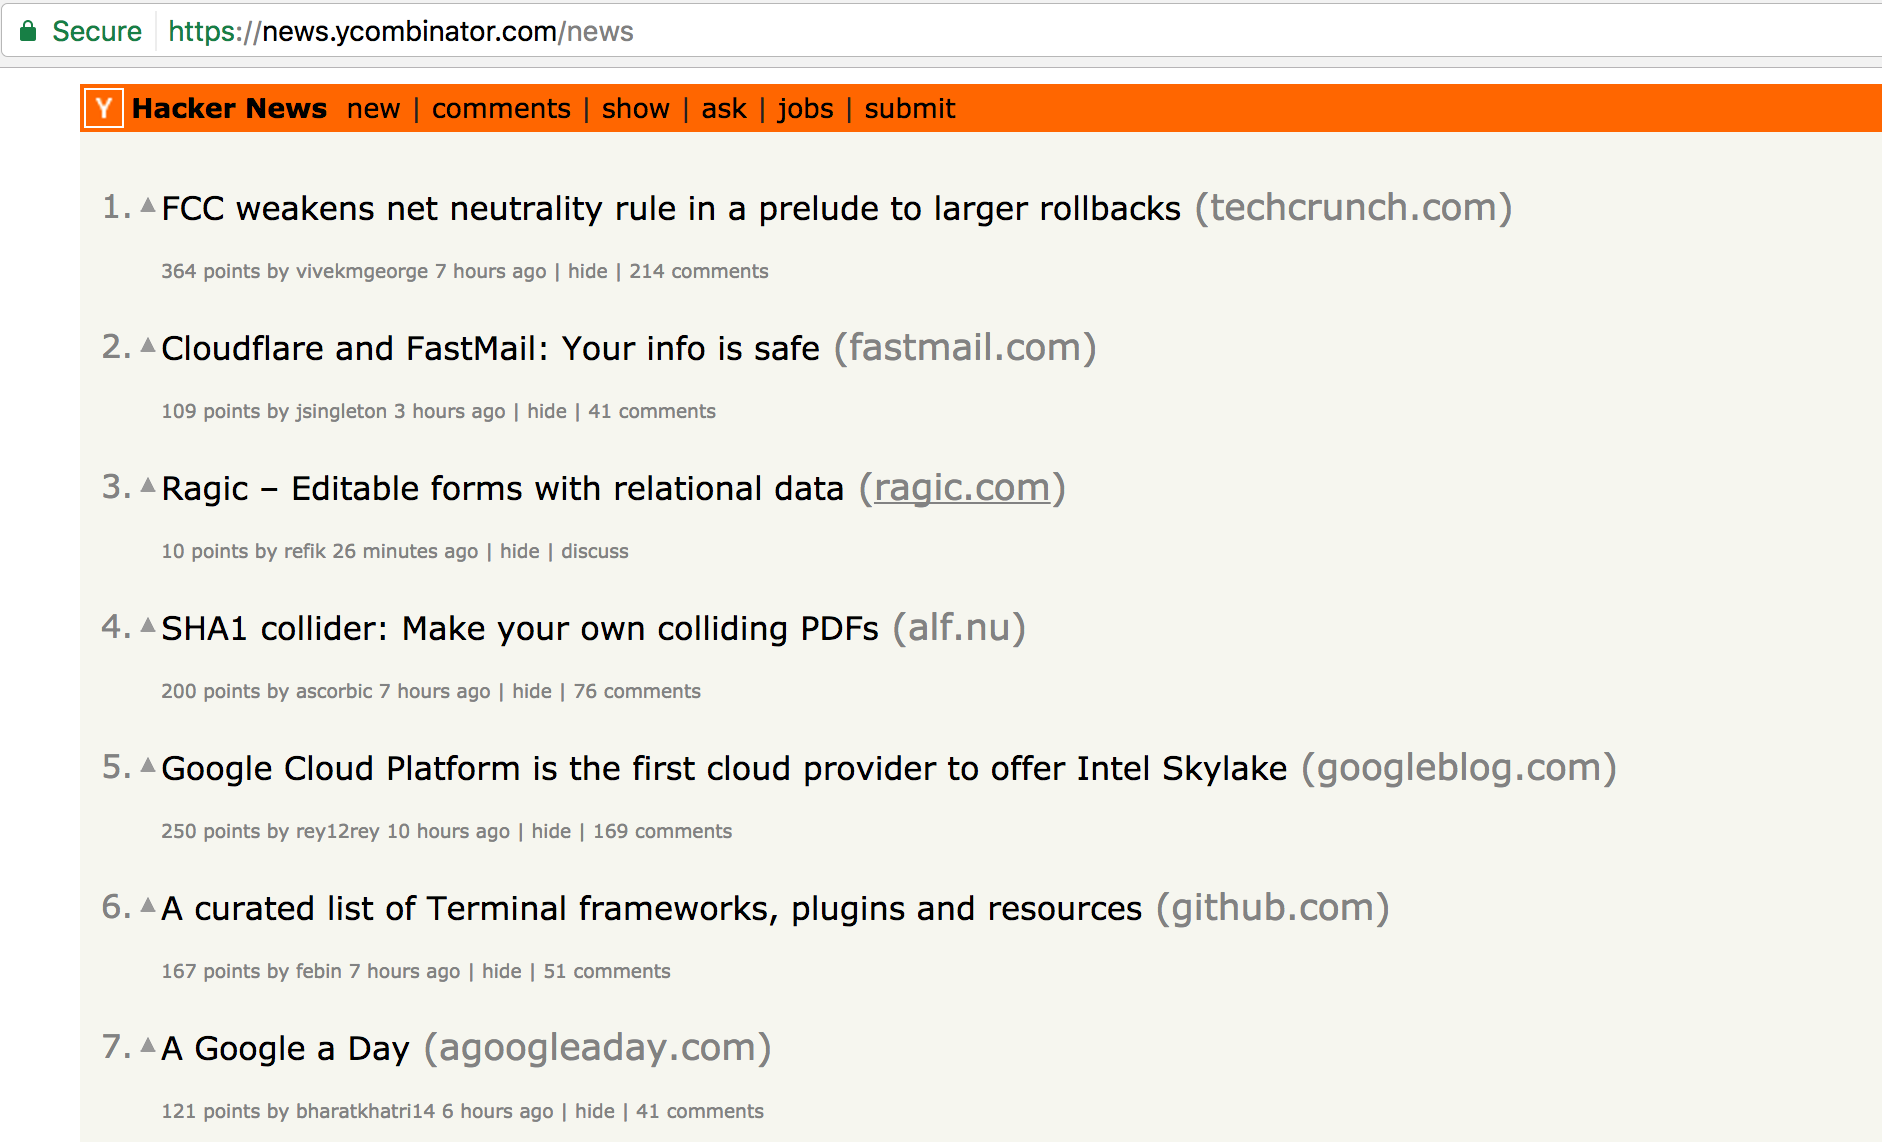 Secure https://news.ycombinator.com/news
Y Hacker News new | comments | show | ask | jobs | submit
1. ▲ FCC weakens net neutrality rule in a prelude to larger rollbacks (techcrunch.com)
364 points by vivekmgeorge 7 hours ago | hide | 214 comments
2. ▲ Cloudflare and FastMail: Your info is safe (fastmail.com)
109 points by jsingleton 3 hours ago | hide | 41 comments
3. ▲ Ragic – Editable forms with relational data (ragic.com)
10 points by refik 26 minutes ago | hide | discuss
4. ▲ SHA1 collider: Make your own colliding PDFs (alf.nu)
200 points by ascorbic 7 hours ago | hide | 76 comments
5. ▲ Google Cloud Platform is the first cloud provider to offer Intel Skylake (googleblog.com)
250 points by rey12rey 10 hours ago | hide | 169 comments
6. ▲ A curated list of Terminal frameworks, plugins and resources (github.com)
167 points by febin 7 hours ago | hide | 51 comments
7. ▲ A Google a Day (agoogleaday.com)
121 points by bharatkhatri14 6 hours ago | hide | 41 comments